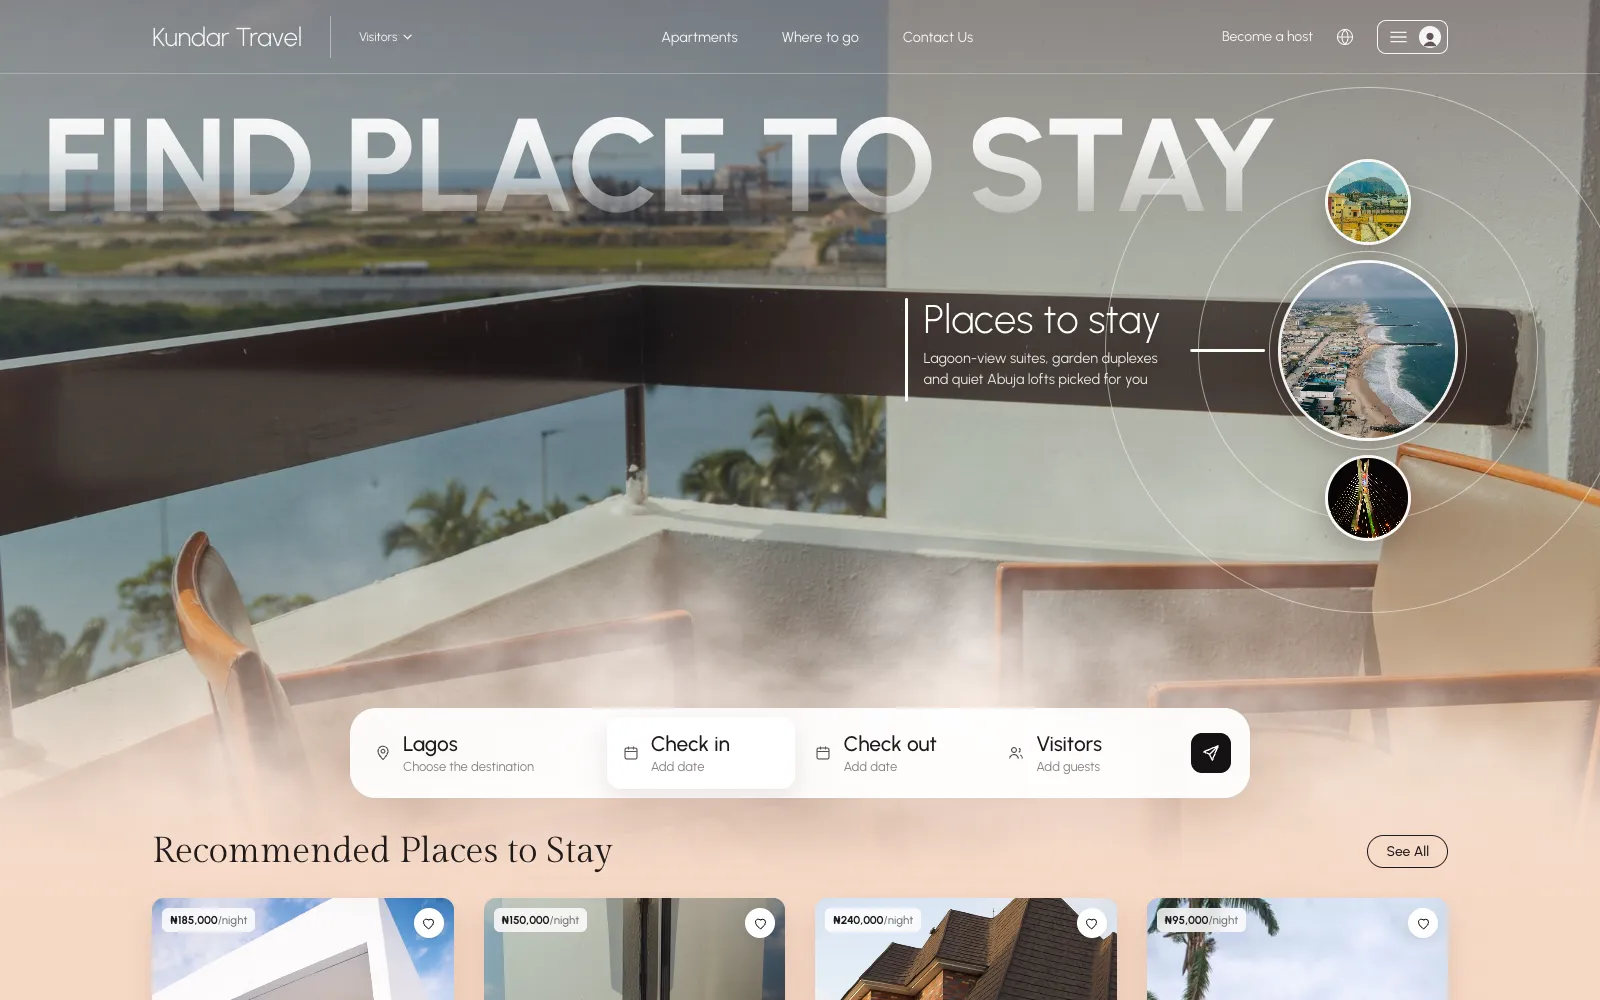 Kundar Travel
Visitors
Apartments
Where to go
Contact Us
Become a host
FIND PLACE TO STAY
Places to stay
Lagoon-view suites, garden duplexes
and quiet Abuja lofts picked for you
Lagos
Choose the destination
Check in
Add date
Check out
Add date
Visitors
Add guests
Recommended Places to Stay
See All
₦185,000/night
₦150,000/night
₦240,000/night
₦95,000/night